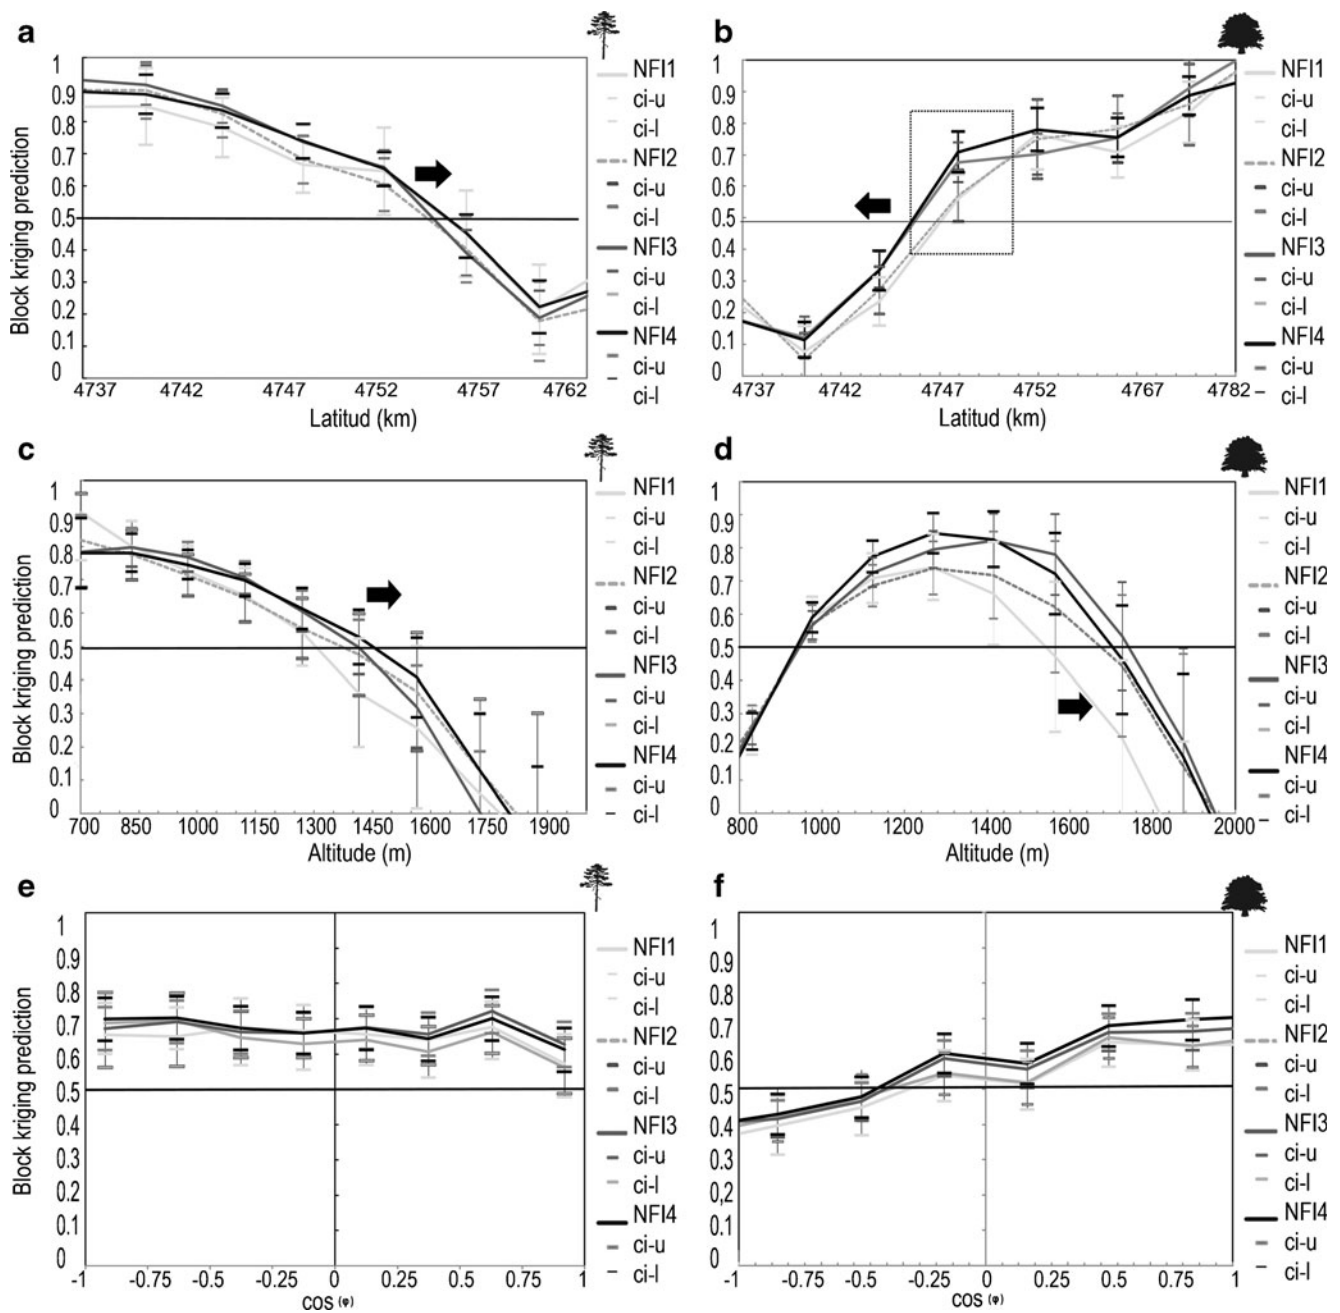 a
Block kriging prediction
1
0.9
0.8
0.7
0.6
0.5
0.4
0.3
0.2
0.1
0
4737 4742 4747 4752 4757 4762
Latitud (km)
NFI1
ci-u
ci-l
NFI2
ci-u
ci-l
NFI3
ci-u
ci-l
NFI4
ci-u
ci-l
b
1
0.9
0.8
0.7
0.6
0.5
0.4
0.3
0.2
0.1
0
4737 4742 4747 4752 4767 4782
Latitud (km)
NFI1
ci-u
ci-l
NFI2
ci-u
ci-l
NFI3
ci-u
ci-l
NFI4
ci-u
ci-l
c
Block kriging prediction
1
0.9
0.8
0.7
0.6
0.5
0.4
0.3
0.2
0.1
0
700 850 1000 1150 1300 1450 1600 1750 1900
Altitude (m)
NFI1
ci-u
ci-l
NFI2
ci-u
ci-l
NFI3
ci-u
ci-l
NFI4
ci-u
ci-l
d
1
0.9
0.8
0.7
0.6
0.5
0.4
0.3
0.2
0.1
0
800 1000 1200 1400 1600 1800 2000
Altitude (m)
NFI1
ci-u
ci-l
NFI2
ci-u
ci-l
NFI3
ci-u
ci-l
NFI4
ci-u
ci-l
e
Block kriging prediction
1
0.9
0.8
0.7
0.6
0.5
0.4
0.3
0.2
0.1
0
-1 -0.75 -0.5 -0.25 0 0.25 0.5 0.75 1
cos (φ)
NFI1
ci-u
ci-l
NFI2
ci-u
ci-l
NFI3
ci-u
ci-l
NFI4
ci-u
ci-l
f
1
0.9
0.8
0.7
0.6
0.5
0.4
0.3
0,2
0.1
0
-1 -0.75 -0.5 -0.25 0 0.25 0.5 0.75 1
cos (φ)
NFI1
ci-u
ci-l
NFI2
ci-u
ci-l
NFI3
ci-u
ci-l
NFI4
ci-u
ci-l